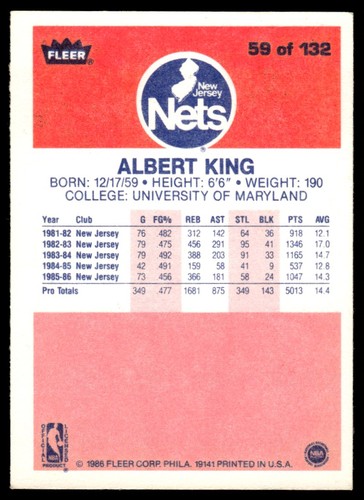 FLEER
59 of 132
New Jersey
Nets
ALBERT KING
BORN: 12/17/59 • HEIGHT: 6'6" • WEIGHT: 190
COLLEGE: UNIVERSITY OF MARYLAND
Year Club G FG% REB AST STL BLK PTS AVG
1981-82 New Jersey 76 .482 312 142 64 36 918 12.1
1982-83 New Jersey 79 .475 456 291 95 41 1346 17.0
1983-84 New Jersey 79 .492 388 203 91 33 1165 14.7
1984-85 New Jersey 42 .491 159 58 41 9 537 12.8
1985-86 New Jersey 73 .456 366 181 58 24 1047 14.3
Pro Totals 349 .477 1681 875 349 143 5013 14.4
OFFICIAL LICENSED
NBA
PRODUCT
© 1986 FLEER CORP. PHILA. 19141 PRINTED IN U.S.A.